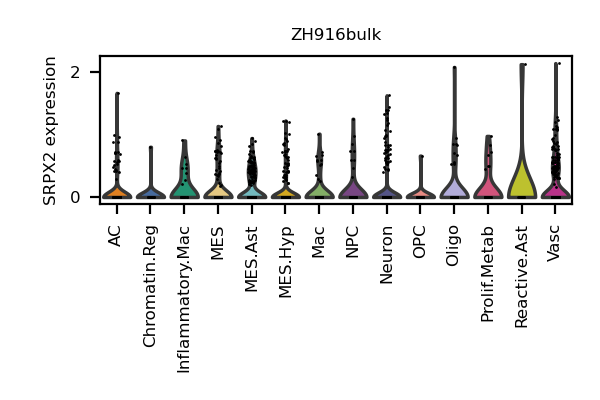 ZH916bulk
SRPX2 expression
2
0
AC
Chromatin.Reg
Inflammatory.Mac
MES
MES.Ast
MES.Hyp
Mac
NPC
Neuron
OPC
Oligo
Prolif.Metab
Reactive.Ast
Vasc